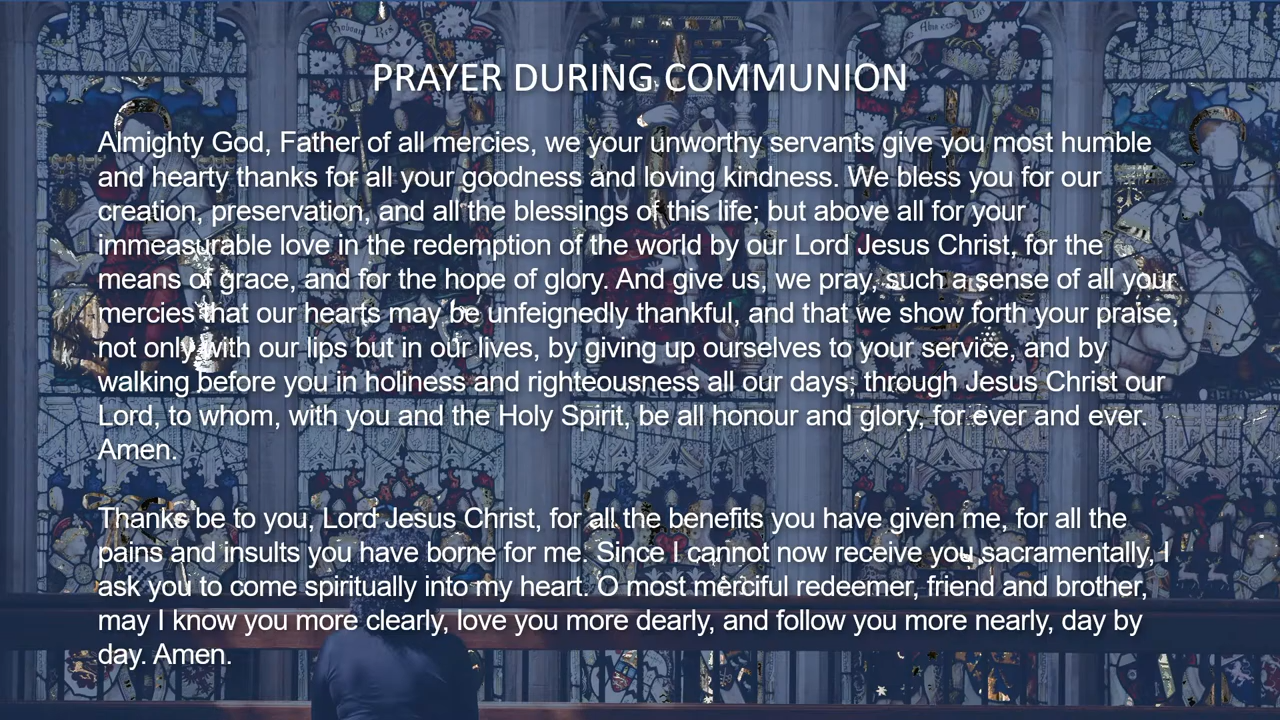 PRAYER DURING COMMUNION
Almighty God, Father of all mercies, we your unworthy servants give you most humble
and hearty thanks for all your goodness and loving kindness. We bless you for our
creation, preservation, and all the blessings of this life; but above all for your
immeasurable love in the redemption of the world by our Lord Jesus Christ, for the
means of grace, and for the hope of glory. And give us, we pray, such a sense of all your
mercies that our hearts may be unfeignedly thankful, and that we show forth your praise,
not only with our lips but in our lives, by giving up ourselves to your service, and by
walking before you in holiness and righteousness all our days; through Jesus Christ our
Lord, to whom, with you and the Holy Spirit, be all honour and glory, for ever and ever.
Amen.
Thanks be to you, Lord Jesus Christ, for all the benefits you have given me, for all the
pains and insults you have borne for me. Since I cannot now receive you sacramentally, I
ask you to come spiritually into my heart. O most merciful redeemer, friend and brother,
may I know you more clearly, love you more dearly, and follow you more nearly, day by
day. Amen.